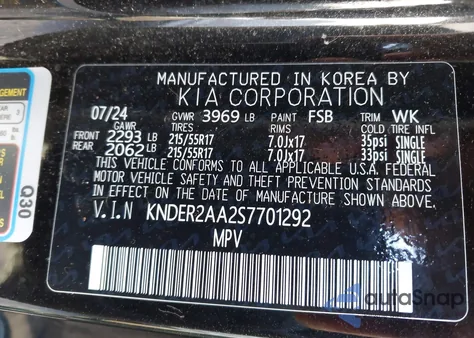 MANUFACTURED IN KOREA BY
KIA CORPORATION
07/24 GVWR 3969 LB PAINT FSB TRIM WK
GAWR TIRES RIMS COLD TIRE INFL
FRONT 2293 LB 215/55R17 7.0Jx17 35psi SINGLE
REAR 2062 LB 215/55R17 7.0Jx17 33psi SINGLE
THIS VEHICLE CONFORMS TO ALL APPLICABLE U.S.A. FEDERAL
MOTOR VEHICLE SAFETY AND THEFT PREVENTION STANDARDS
IN EFFECT ON THE DATE OF MANUFACTURE SHOWN ABOVE.
V.I.N KNDER2AA2S7701292
MPV
Q30
autoSnap